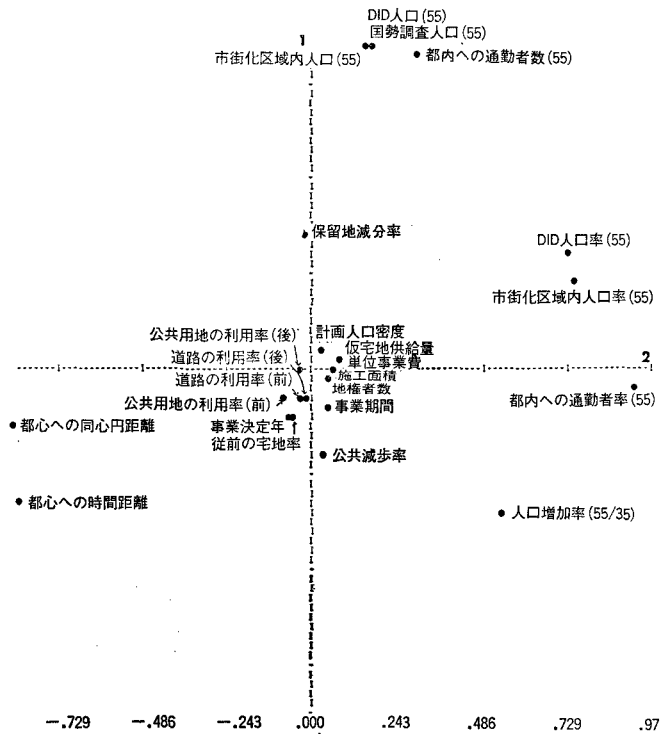 DID人口(55)
国勢調査人口(55)
1
市街化区域内人口(55)
都内への通勤者数(55)
保留地減分率
DID人口率(55)
市街化区域内人口率(55)
計画人口密度
公共用地の利用率(後)
仮宅地供給量
道路の利用率(後)
単位事業費
2
道路の利用率(前)
施工面積
地権者数
都内への通勤者率(55)
公共用地の利用率(前)
事業期間
都心への同心円距離
事業決定年
従前の宅地率
公共減歩率
都心への時間距離
人口増加率(55/35)
-.729 -.486 -.243 .000 .243 .486 .729 .97